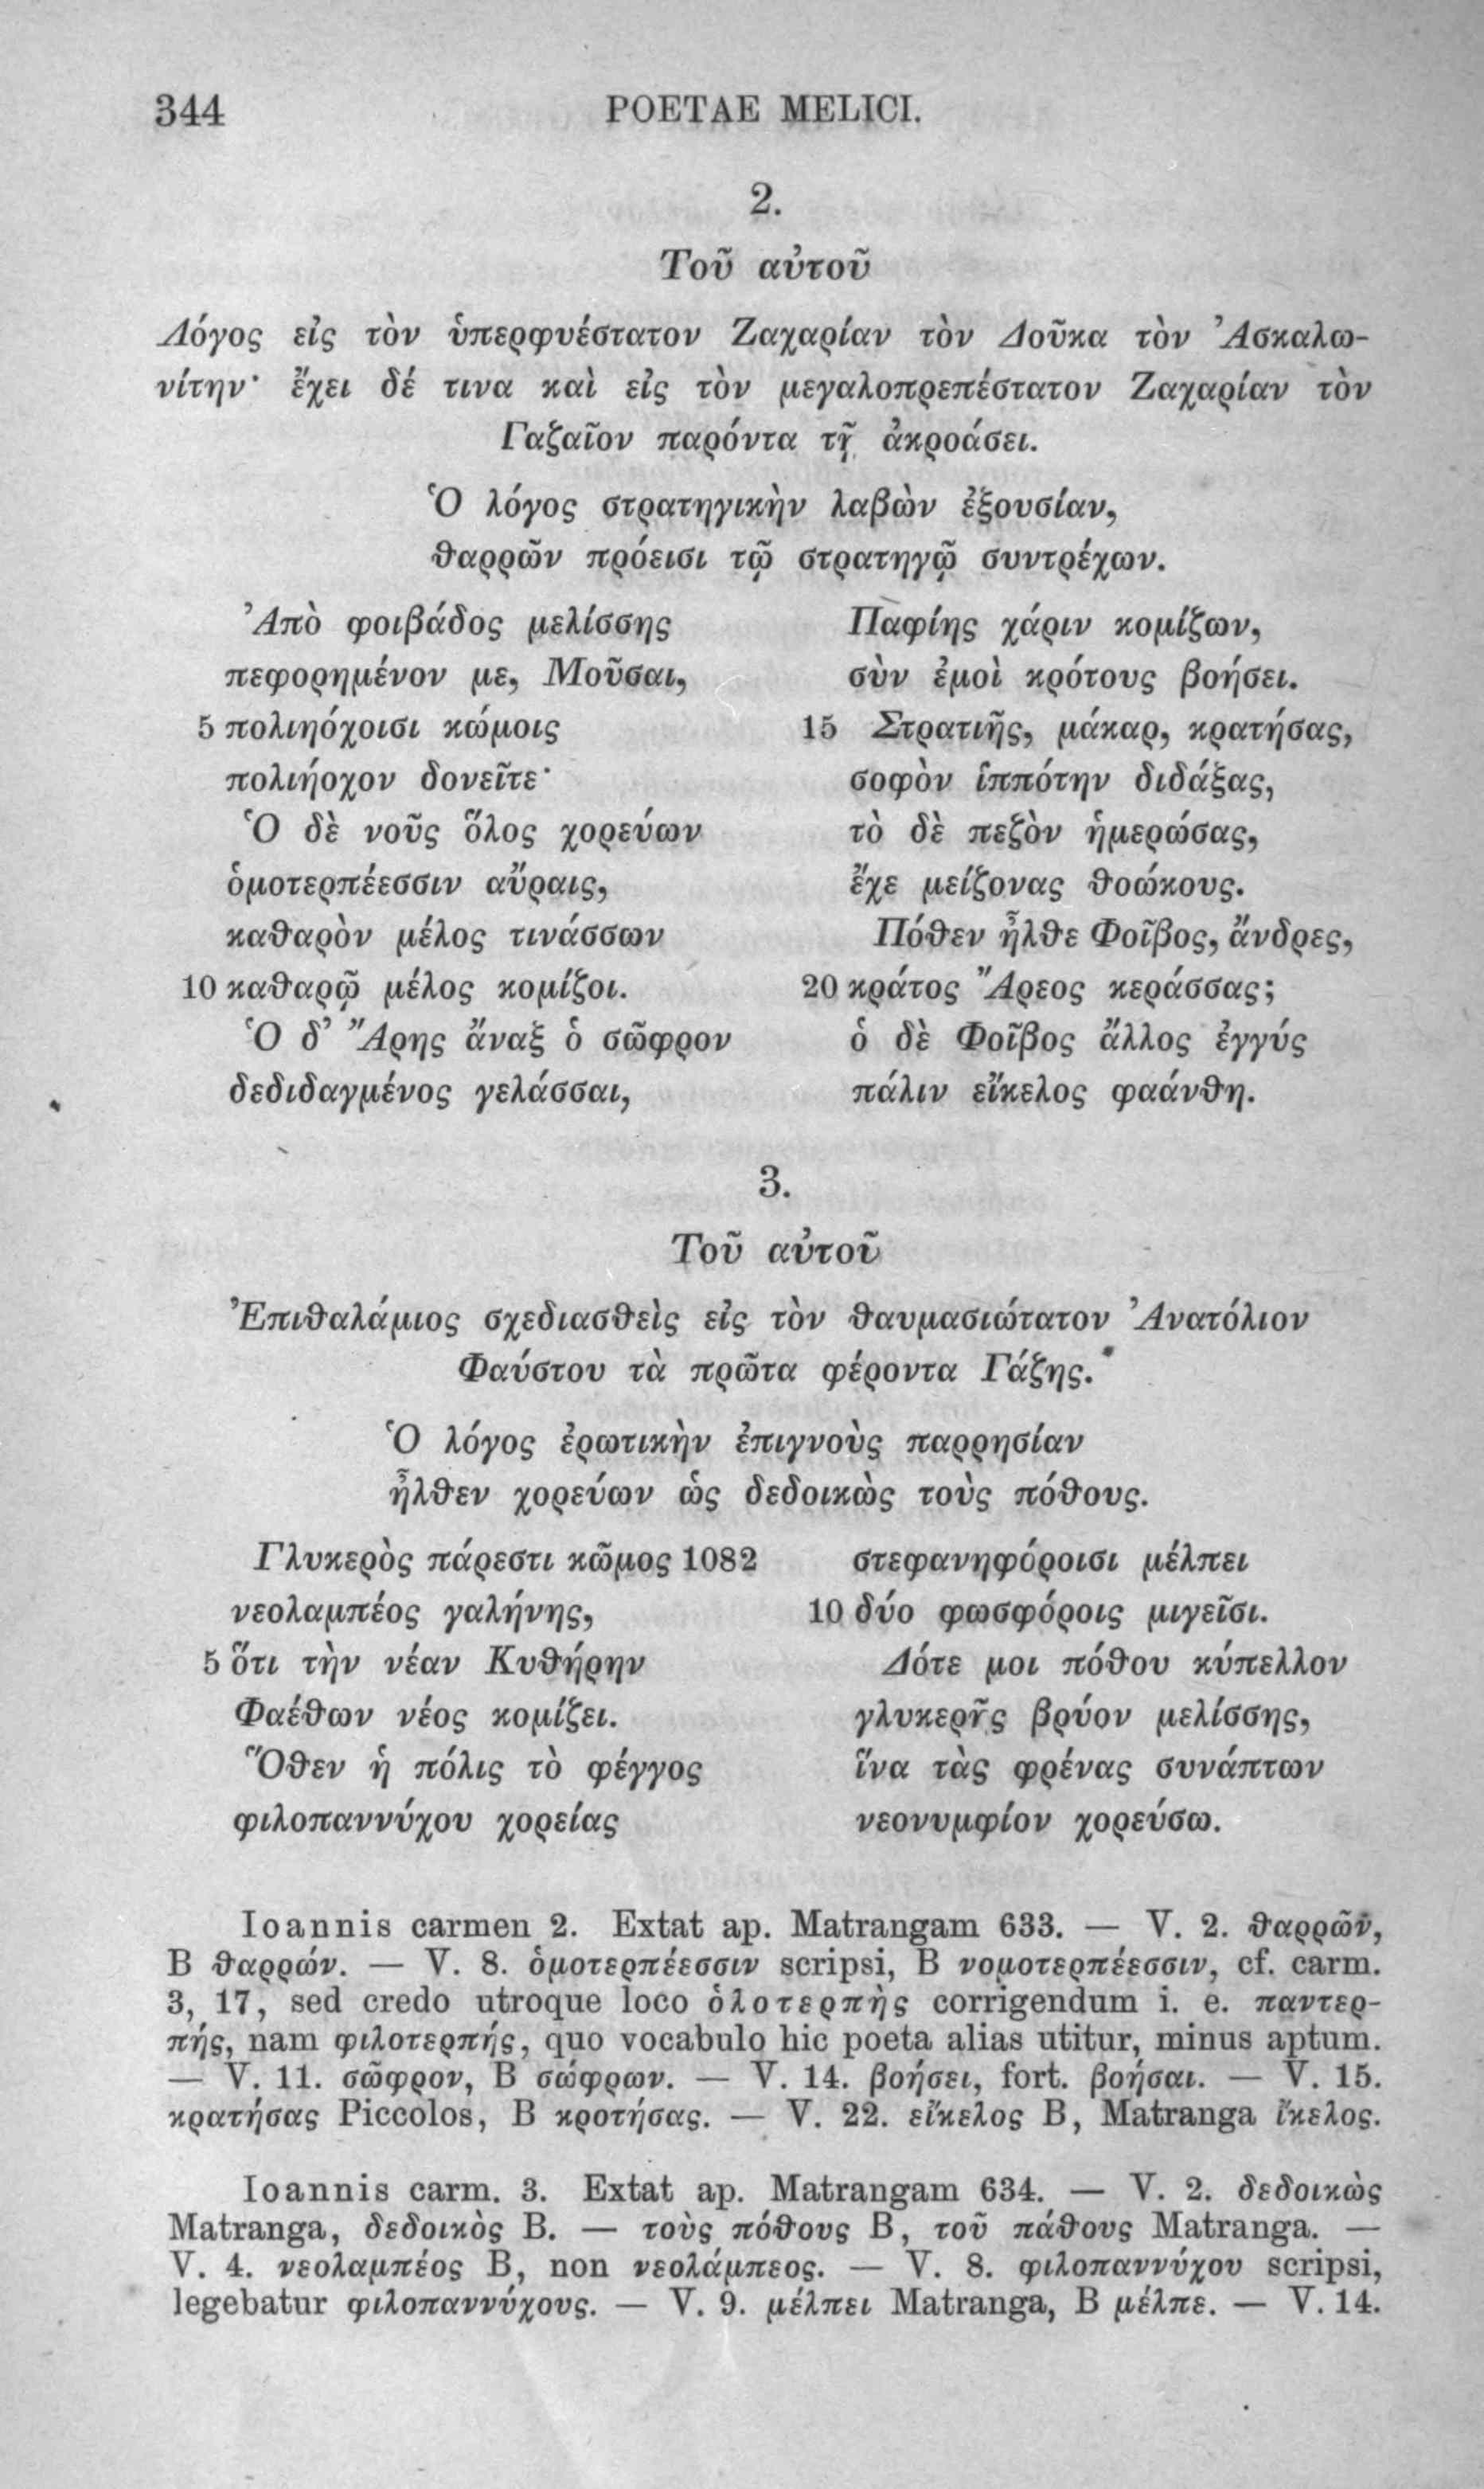 344
POETAE MELICI.
2.
Τοῦ αὐτοῦ
Λόγος εἰς τὸν ὑπερφυέστατον Ζαχαρίαν τὸν Δοῦκα τὸν Ἀσκαλω-
νίτην· ἔχει δέ τινα καὶ εἰς τὸν μεγαλοπρεπέστατον Ζαχαρίαν τὸν
Γαζαῖον παρόντα τῇ ἀκροάσει.
Ὁ λόγος στρατηγικὴν λαβὼν ἐξουσίαν,
θαρρῶν πρόεισι τῷ στρατηγῷ συντρέχων.
Ἀπὸ φοιβάδος μελίσσης
πεφορημένον με, Μοῦσαι,
5 πολιηόχοισι κώμοις
πολιήοχον δονεῖτε·
Ὁ δὲ νοῦς ὅλος χορεύων
ὁμοτερπέεσσιν αὔραις,
καθαρὸν μέλος τινάσσων
10 καθαρῷ μέλος κομίζοι.
Ὁ δ’ Ἄρης ἄναξ ὁ σῶφρον
δεδιδαγμένος γελάσσαι,
Παφίης χάριν κομίζων,
σὺν ἐμοὶ κρότους βοήσει.
15 Στρατιῆς, μάκαρ, κρατήσας,
σοφὸν ἱππότην διδάξας,
τὸ δὲ πεζὸν ἡμερώσας,
ἔχε μείζονας θοώκους.
Πόθεν ἦλθε Φοῖβος, ἄνδρες,
20 κράτος Ἄρεος κεράσσας;
ὁ δὲ Φοῖβος ἄλλος ἐγγύς
πάλιν εἴκελος φαάνθη.
3.
Τοῦ αὐτοῦ
Ἐπιθαλάμιος σχεδιασθεὶς εἰς τὸν θαυμασιώτατον Ἀνατόλιον
Φαύστου τὰ πρῶτα φέροντα Γάζης.
Ὁ λόγος ἐρωτικὴν ἐπιγνοὺς παρρησίαν
ἦλθεν χορεύων ὡς δεδοικὼς τοὺς πόθους.
Γλυκερὸς πάρεστι κῶμος 1082
νεολαμπέος γαλήνης,
5 ὅτι τὴν νέαν Κυθήρην
Φαέθων νέος κομίζει.
Ὅθεν ἡ πόλις τὸ φέγγος
φιλοπαννύχου χορείας
στεφανηφόροισι μέλπει
10 δύο φωσφόροις μιγεῖσι.
Δότε μοι πόθου κύπελλον
γλυκερῆς βρύον μελίσσης,
ἵνα τὰς φρένας συνάπτων
νεονυμφίον χορεύσω.
Ioannis carmen 2. Extat ap. Matrangam 633. — V. 2. θαρρῶν,
B θαρρών. — V. 8. ὁμοτερπέεσσιν scripsi, B νομοτερπέεσσιν, cf. carm.
3, 17, sed credo utroque loco ὁλοτερπὴς corrigendum i. e. παντερ-
πής, nam φιλοτερπής, quo vocabulo hic poeta alias utitur, minus aptum.
— V. 11. σῶφρον, B σώφρων. — V. 14. βοήσει, fort. βοήσαι. — V. 15.
κρατήσας Piccolos, B κροτήσας. — V. 22. εἴκελος B, Matranga ἴκελος.
Ioannis carm. 3. Extat ap. Matrangam 634. — V. 2. δεδοικὼς
Matranga, δεδοικὸς B. — τοὺς πόθους B, τοῦ πάθους Matranga. —
V. 4. νεολαμπέος B, non νεολάμπεος. — V. 8. φιλοπαννύχου scripsi,
legebatur φιλοπαννύχους. — V. 9. μέλπει Matranga, B μέλπε. — V. 14.